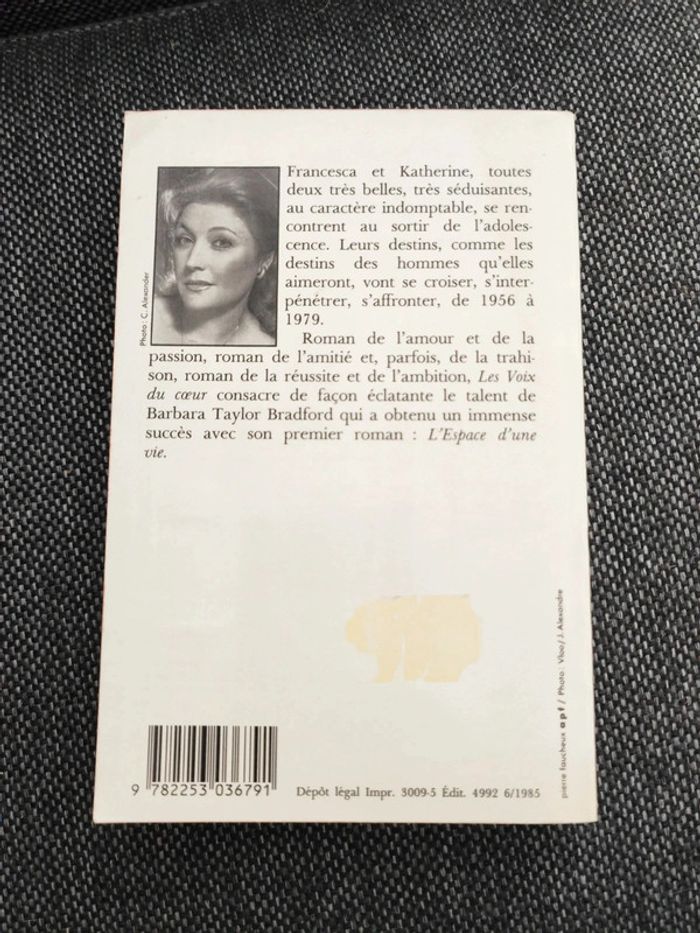 Francesca et Katherine, toutes
deux très belles, très séduisantes,
au caractère indomptable, se ren-
contrent au sortir de l'adoles-
cence. Leurs destins, comme les
destins des hommes qu'elles
aimeront, vont se croiser, s'inter-
pénétrer, s'affronter, de 1956 à
1979.
Photo: C. Alexander
Roman de l'amour et de la
passion, roman de l'amitié et, parfois, de la trahi-
son, roman de la réussite et de l'ambition, Les Voix
du cœur consacre de façon éclatante le talent de
Barbara Taylor Bradford qui a obtenu un immense
succès avec son premier roman : L'Espace d'une
vie.
pierre faucheux apf / Photo: Vloo/J. Alexandre
9 782253 036791
Dépôt légal Impr. 3009-5 Édit. 4992 6/1985